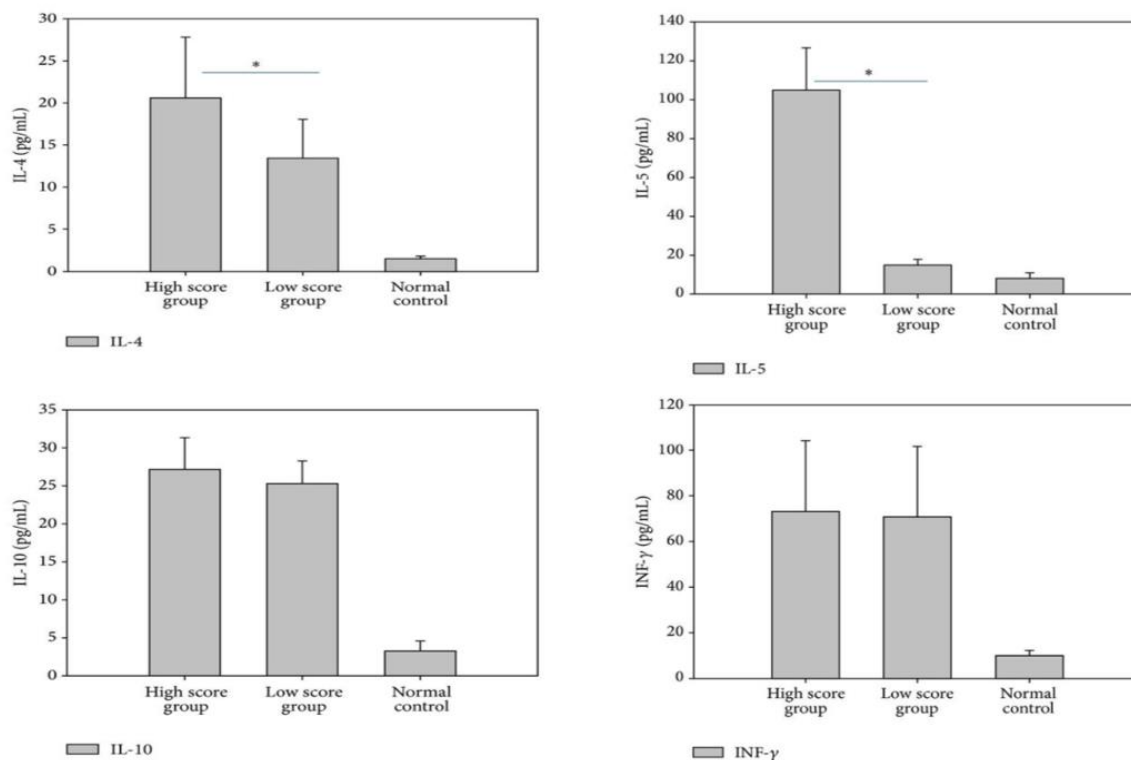 30
25
20
15
10
5
0
IL-4 (pg/mL)
*
High score
group
Low score
group
Normal
control
IL-4
140
120
100
80
60
40
20
0
IL-5 (pg/mL)
*
High score
group
Low score
group
Normal
control
IL-5
35
30
25
20
15
10
5
0
IL-10 (pg/mL)
High score
group
Low score
group
Normal
control
IL-10
120
100
80
60
40
20
0
INF-γ (pg/mL)
High score
group
Low score
group
Normal
control
INF-γ